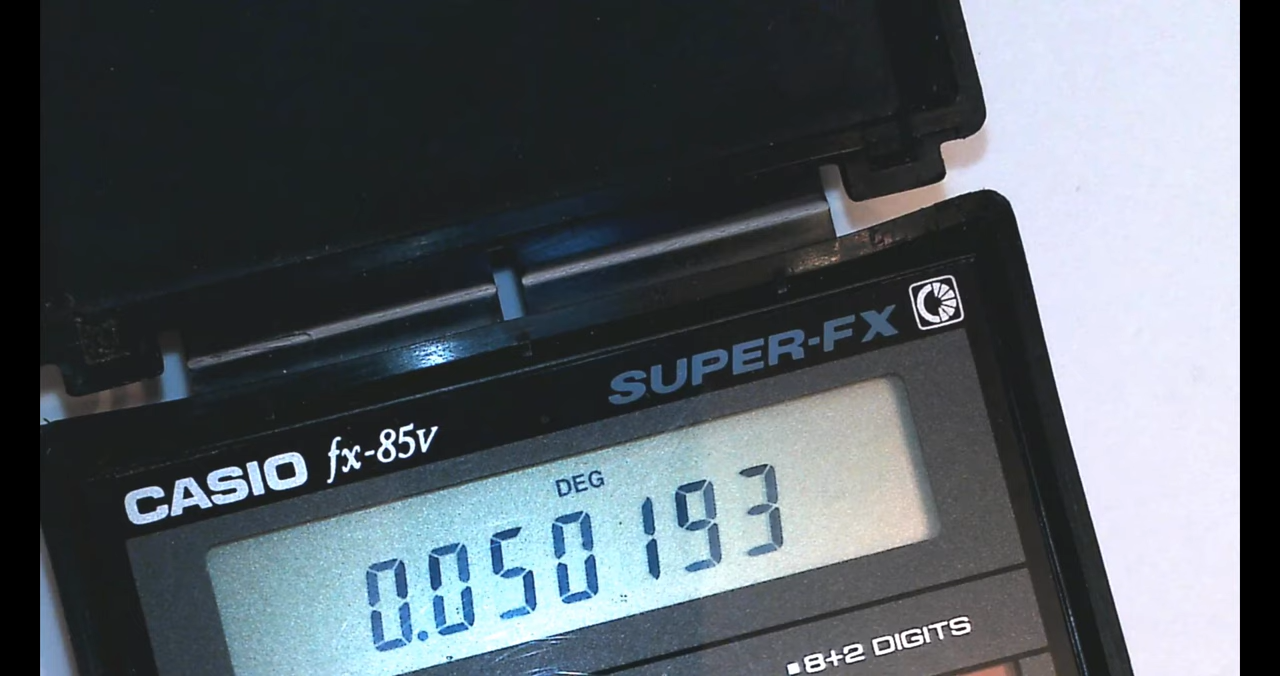 SUPER-FX
CASIO fx-85v
DEG
0.050193
8+2 DIGITS